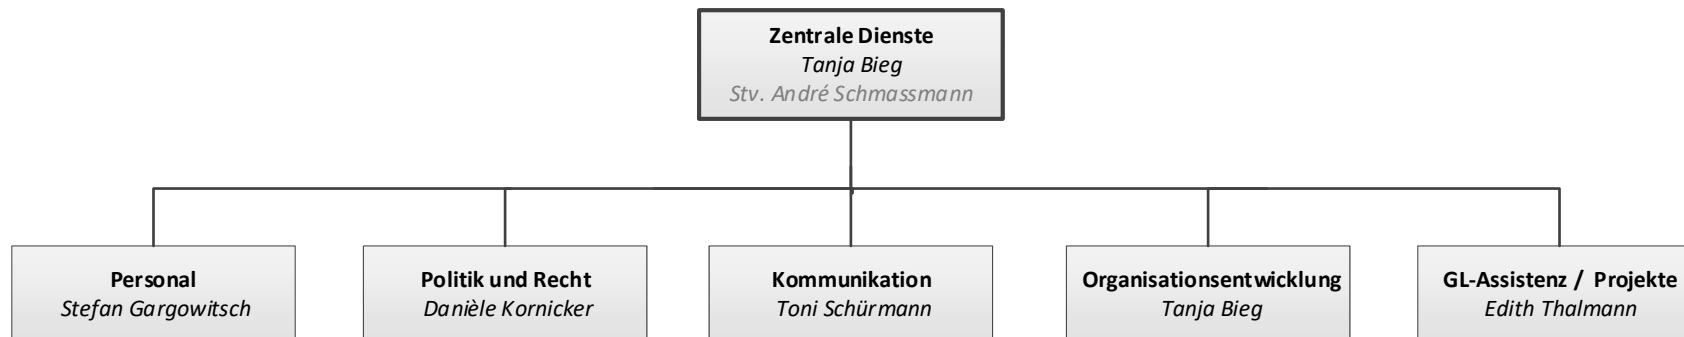 Zentrale Dienste
Tanja Bieg
Stv. André Schmassmann
Personal
Stefan Gargowitsch
Politik und Recht
Danièle Kornicker
Kommunikation
Toni Schürmann
Organisationsentwicklung
Tanja Bieg
GL-Assistenz / Projekte
Edith Thalmann